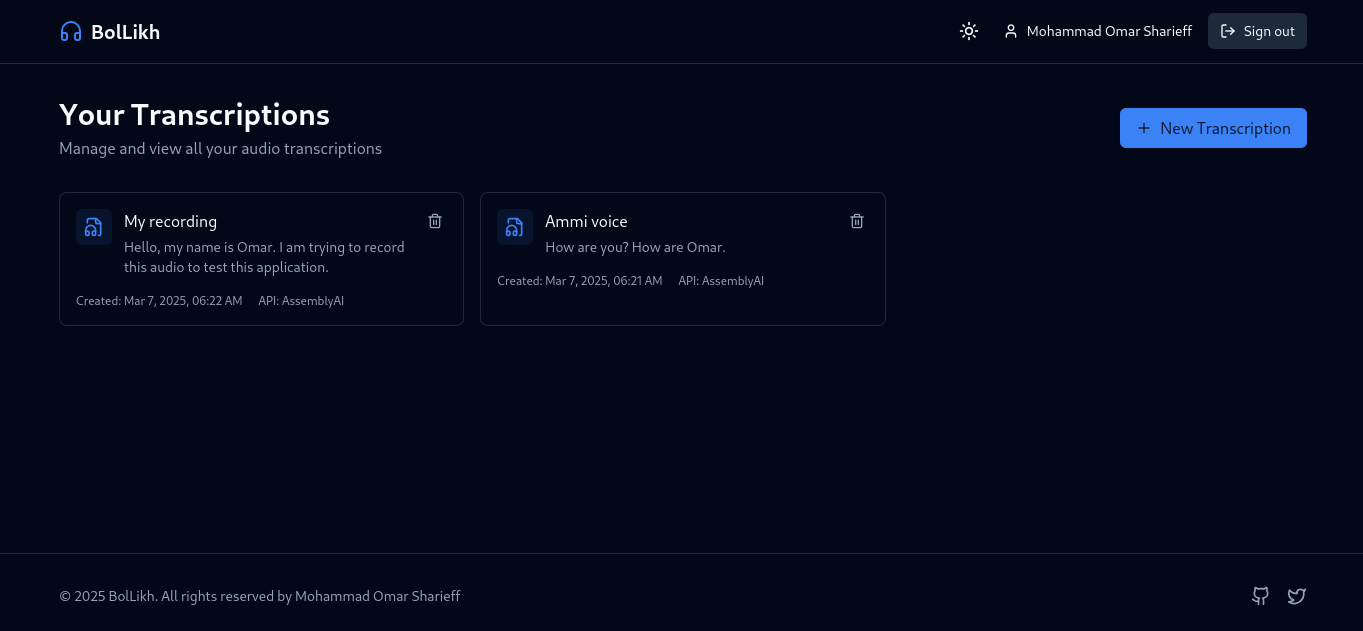 BolLikh
Mohammad Omar Sharieff
Sign out
Your Transcriptions
Manage and view all your audio transcriptions
New Transcription
My recording
Hello, my name is Omar. I am trying to record
this audio to test this application.
Created: Mar 7, 2025, 06:22 AM API: AssemblyAI
Ammi voice
How are you? How are Omar.
Created: Mar 7, 2025, 06:21 AM API: AssemblyAI
© 2025 BolLikh. All rights reserved by Mohammad Omar Sharieff